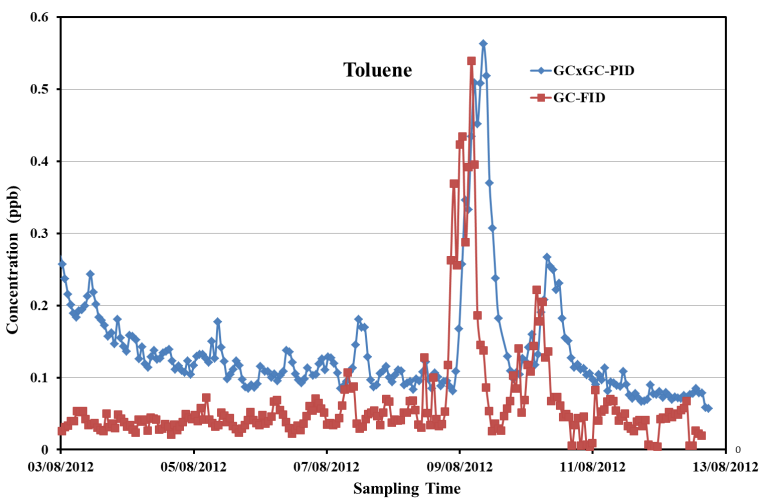 0.6
Toluene
GCxGC-PID
GC-FID
0.5
0.4
0.3
0.2
0.1
0
0
Concentration (ppb)
03/08/2012 05/08/2012 07/08/2012 09/08/2012 11/08/2012 13/08/2012
Sampling Time